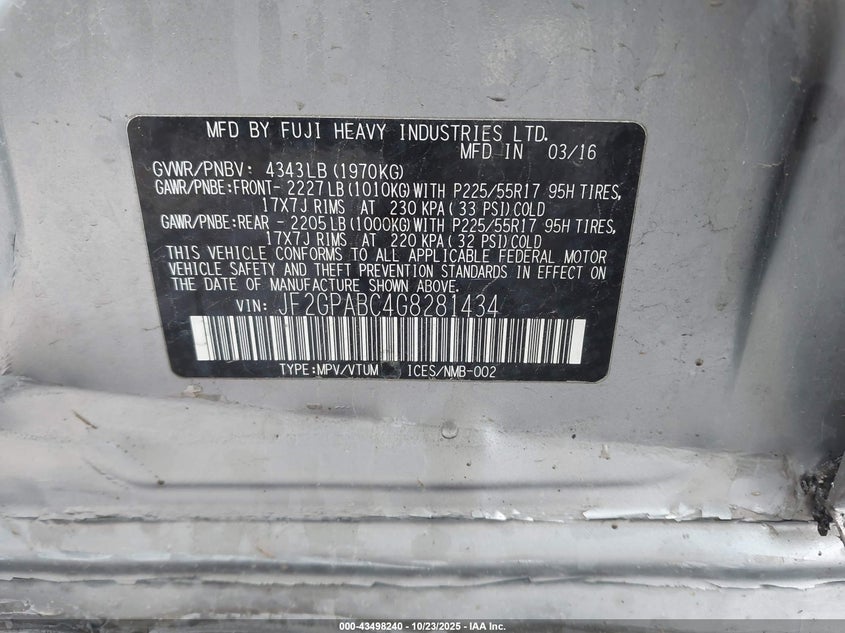 MFD BY FUJI HEAVY INDUSTRIES LTD.
MFD IN 03/16
GVWR/PNBV: 4343LB (1970KG)
GAWR/PNBE:FRONT- 2227LB (1010KG) WITH P225/55R17 95H TIRES,
17X7J RIMS AT 230 KPA (33 PSI) COLD
GAWR/PNBE:REAR - 2205LB (1000KG) WITH P225/55R17 95H TIRES,
17X7J RIMS AT 220 KPA (32 PSI) COLD
THIS VEHICLE CONFORMS TO ALL APPLICABLE FEDERAL MOTOR
VEHICLE SAFETY AND THEFT PREVENTION STANDARDS IN EFFECT ON
THE DATE OF MANUFACTURE SHOWN ABOVE.
VIN: JF2GPABC4G8281434
TYPE:MPV/VTUM ICES/NMB-002
000-43498240 - 10/23/2025 - IAA Inc.